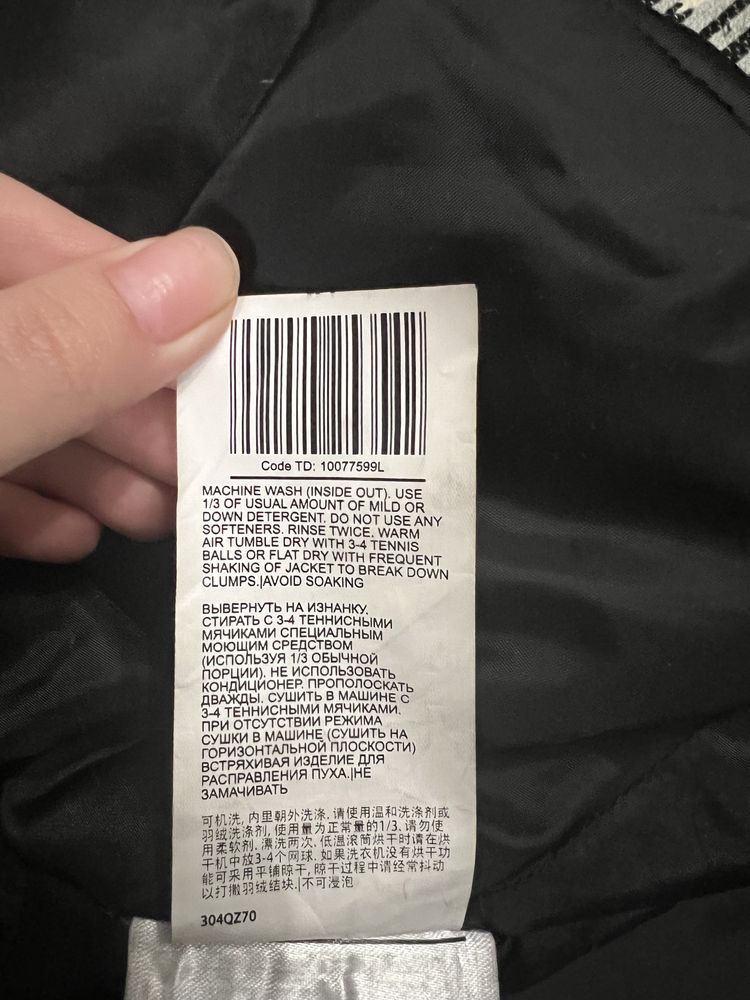 Code TD: 10077599L
MACHINE WASH (INSIDE OUT). USE
1/3 OF USUAL AMOUNT OF MILD OR
DOWN DETERGENT. DO NOT USE ANY
SOFTENERS. RINSE TWICE. WARM
AIR TUMBLE DRY WITH 3-4 TENNIS
BALLS OR FLAT DRY WITH FREQUENT
SHAKING OF JACKET TO BREAK DOWN
CLUMPS.|AVOID SOAKING
ВЫВЕРНУТЬ НА ИЗНАНКУ.
СТИРАТЬ С 3-4 ТЕННИСНЫМИ
МЯЧИКАМИ СПЕЦИАЛЬНЫМ
МОЮЩИМ СРЕДСТВОМ
(ИСПОЛЬЗУЯ 1/3 ОБЫЧНОЙ
ПОРЦИИ). НЕ ИСПОЛЬЗОВАТЬ
КОНДИЦИОНЕР. ПРОПОЛОСКАТЬ
ДВАЖДЫ. СУШИТЬ В МАШИНЕ С
3-4 ТЕННИСНЫМИ МЯЧИКАМИ.
ПРИ ОТСУТСТВИИ РЕЖИМА
СУШКИ В МАШИНЕ (СУШИТЬ НА
ГОРИЗОНТАЛЬНОЙ ПЛОСКОСТИ)
ВСТРЯХИВАЯ ИЗДЕЛИЕ ДЛЯ
РАСПРАВЛЕНИЯ ПУХА.|НЕ
ЗАМАЧИВАТЬ
可机洗, 内里朝外洗涤. 请使用温和洗涤剂或
羽绒洗涤剂, 使用量为正常量的1/3. 请勿使
用柔软剂. 漂洗两次. 低温滚筒烘干时请在烘
干机中放3-4个网球. 如果洗衣机没有烘干功
能可采用平铺晾干, 晾干过程中请经常抖动
以打撒羽绒结块.|不可浸泡
304QZ70